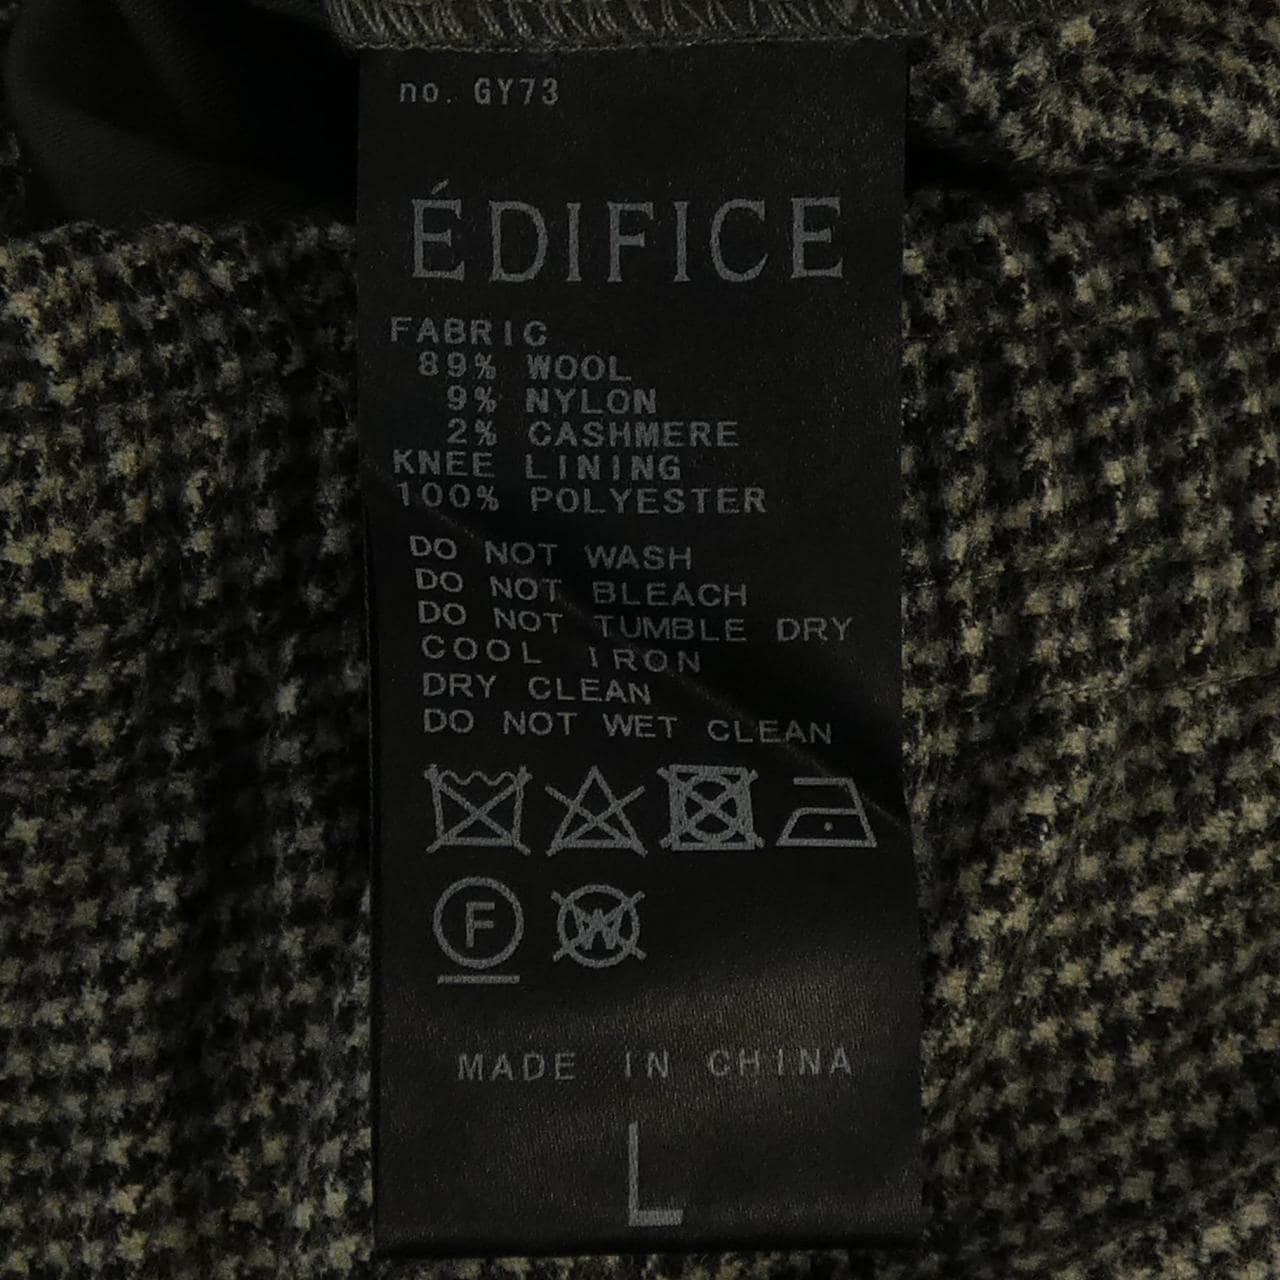 no. GY73
ÉDIFICE
FABRIC
89% WOOL
9% NYLON
2% CASHMERE
KNEE LINING
100% POLYESTER
DO NOT WASH
DO NOT BLEACH
DO NOT TUMBLE DRY
COOL IRON
DRY CLEAN
DO NOT WET CLEAN
F W
MADE IN CHINA
L